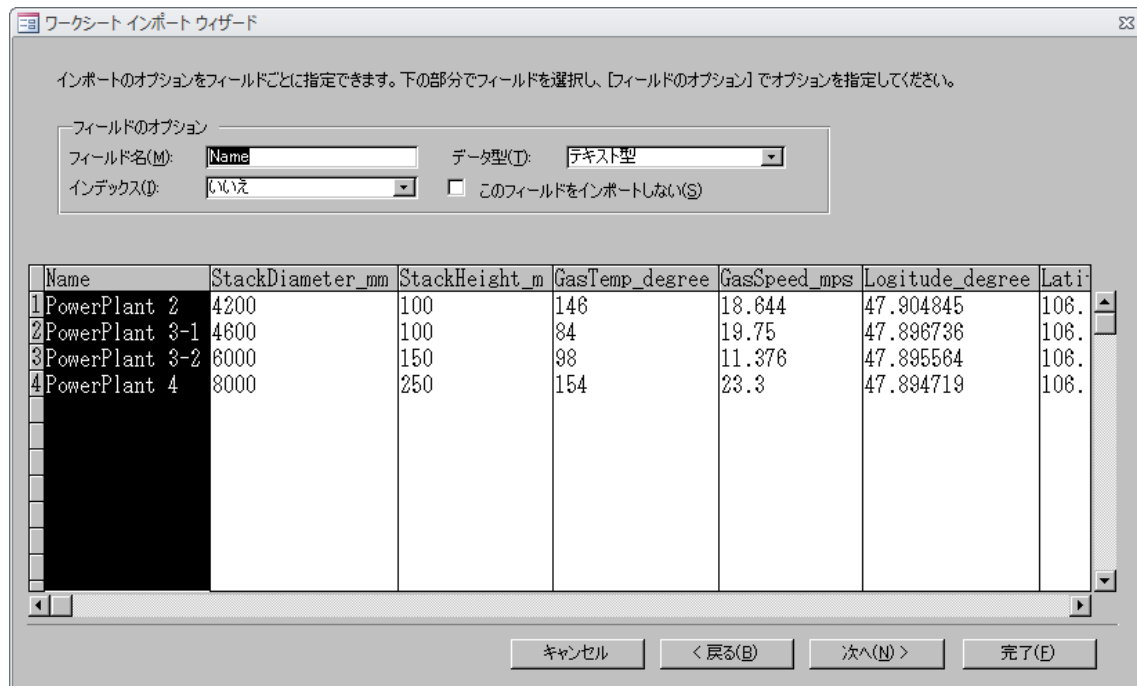 ワークシート インポート ウィザード
インポートのオプションをフィールドごとに指定できます。下の部分でフィールドを選択し、[フィールドのオプション] でオプションを指定してください。
フィールドのオプション
フィールド名(M): Name データ型(T): テキスト型
インデックス(I): いいえ このフィールドをインポートしない(S)
Name StackDiameter_mm StackHeight_m GasTemp_degree GasSpeed_mps Logitude_degree Lati
1 PowerPlant 2 4200 100 146 18.644 47.904845 106.
2 PowerPlant 3-1 4600 100 84 19.75 47.896736 106.
3 PowerPlant 3-2 6000 150 98 11.376 47.895564 106.
4 PowerPlant 4 8000 250 154 23.3 47.894719 106.
キャンセル < 戻る(B) 次へ(N) > 完了(F)